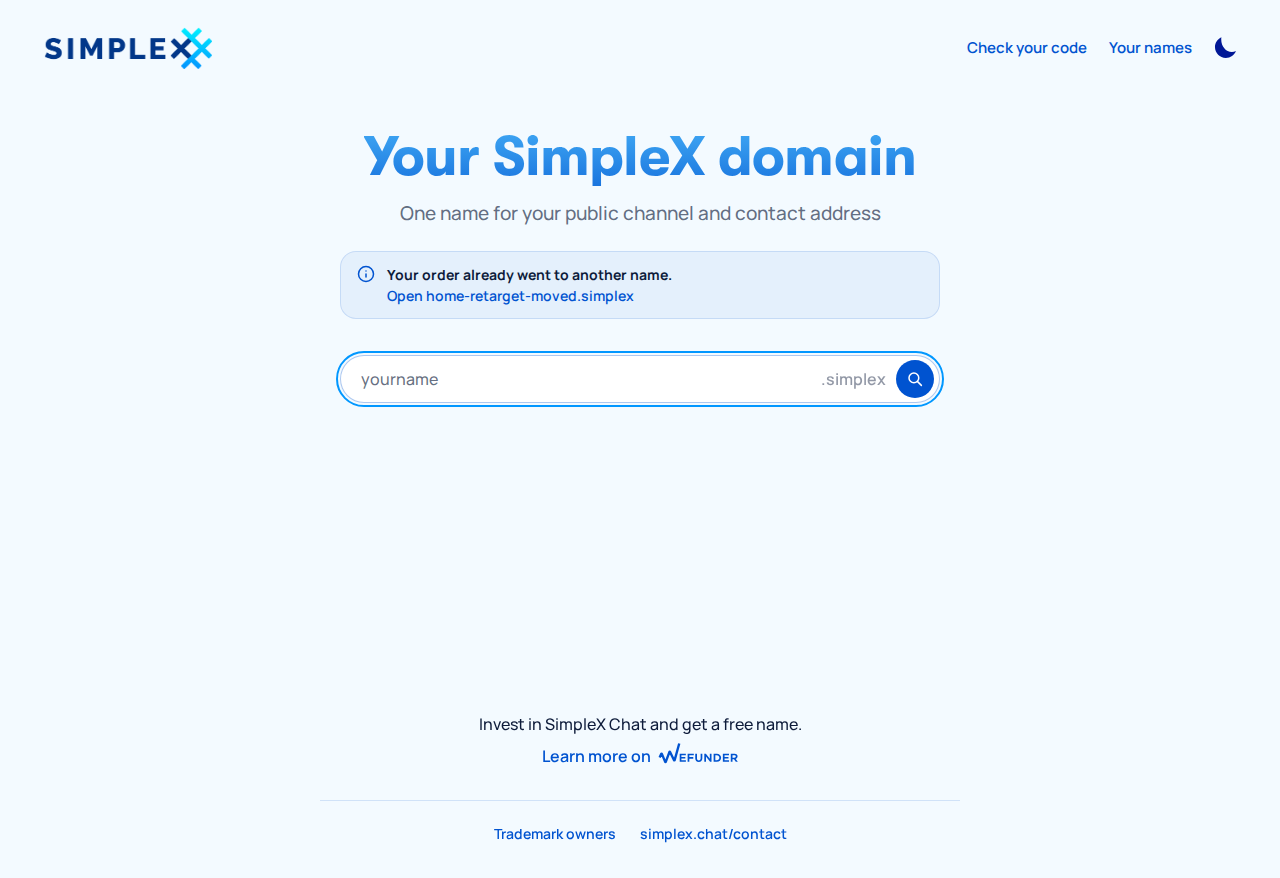 SIMPLEX
Check your code
Your names
Your SimpleX domain
One name for your public channel and contact address
Your order already went to another name.
Open home-retarget-moved.simplex
yourname
.simplex
Invest in SimpleX Chat and get a free name.
Learn more on WEFUNDER
Trademark owners
simplex.chat/contact